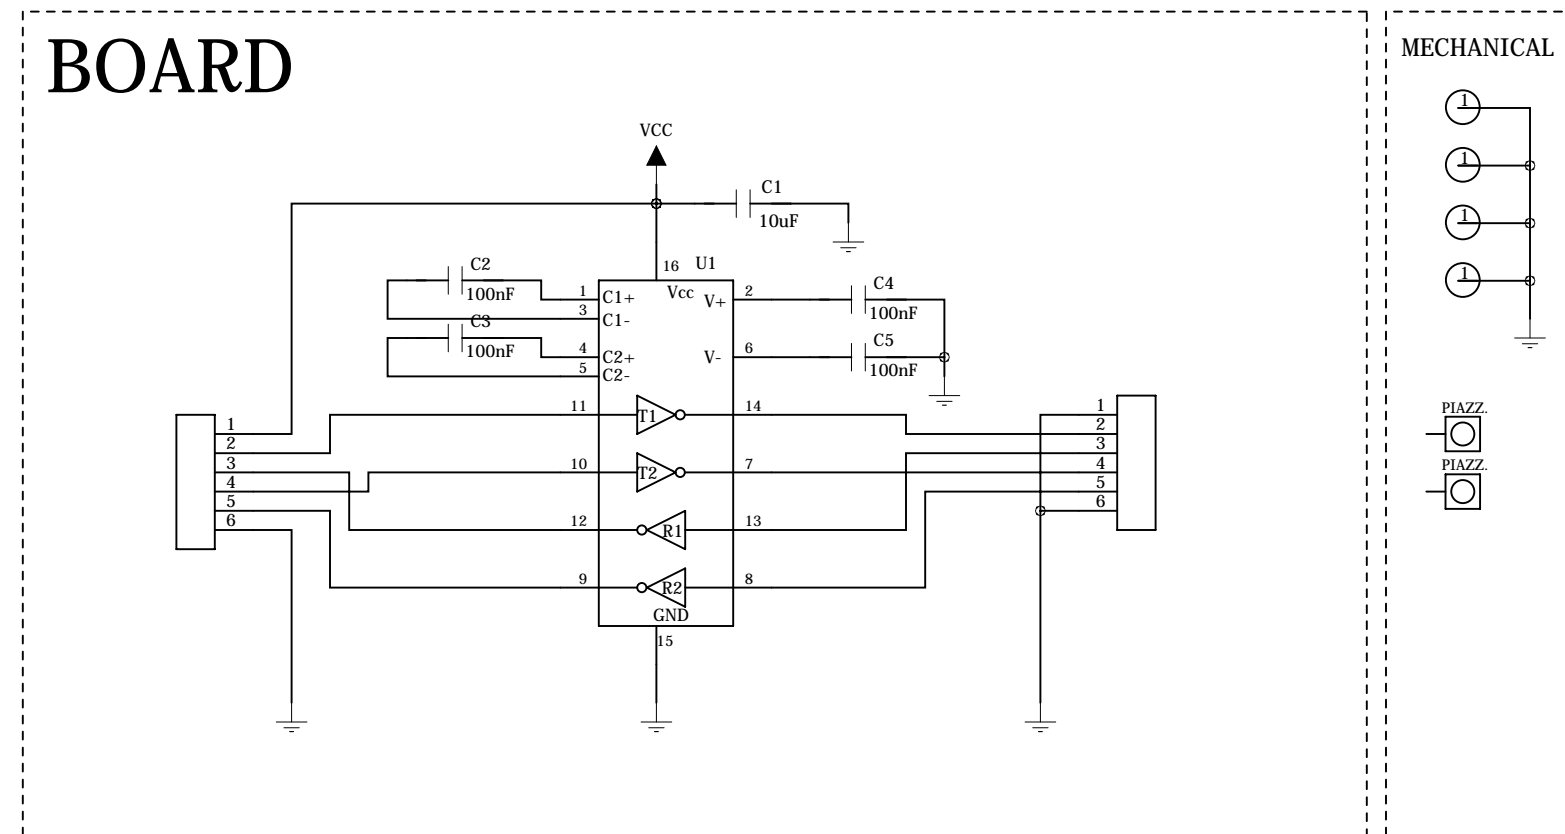 BOARD
MECHANICAL
1
1
1
1
VCC
C1
10uF
16 U1
C2
100nF
1 C1+ Vcc V+ 2
C4
100nF
3 C1-
C3
100nF
4 C2+ V- 6
C5
100nF
5 C2-
11 T1 14
10 T2 7
12 R1 13
9 R2 8
GND
15
1
2
3
4
5
6
1
2
3
4
5
6
PIAZZ.
PIAZZ.